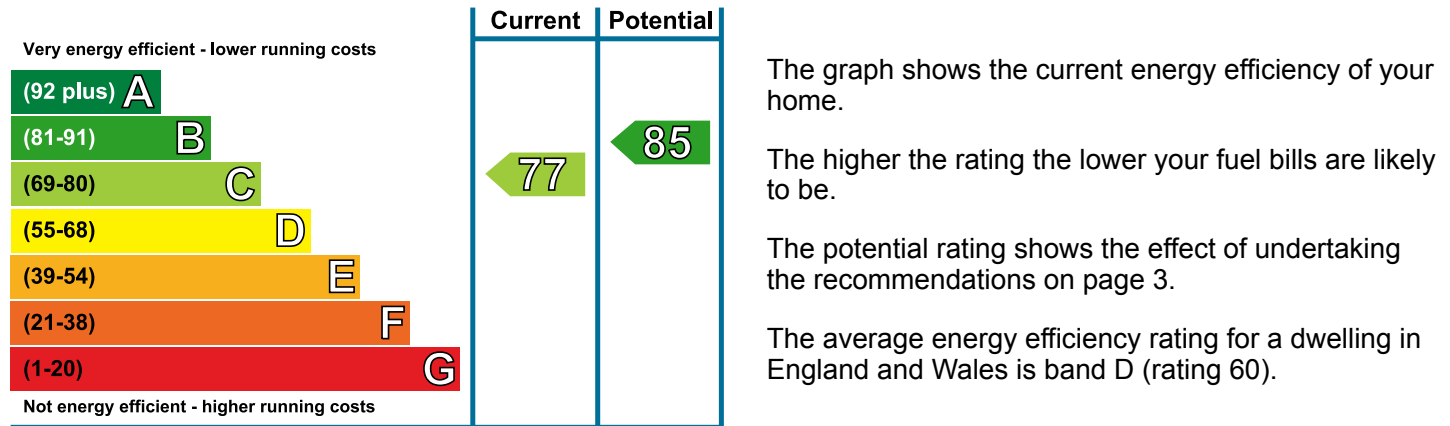 Current Potential
Very energy efficient - lower running costs
(92 plus) A
(81-91) B
(69-80) C
(55-68) D
(39-54) E
(21-38) F
(1-20) G
Not energy efficient - higher running costs
77
85
The graph shows the current energy efficiency of your
home.
The higher the rating the lower your fuel bills are likely
to be.
The potential rating shows the effect of undertaking
the recommendations on page 3.
The average energy efficiency rating for a dwelling in
England and Wales is band D (rating 60).